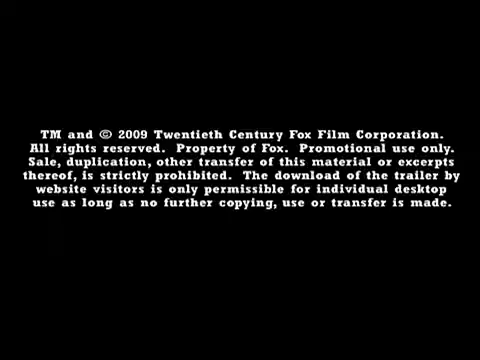 TM and © 2009 Twentieth Century Fox Film Corporation.
All rights reserved. Property of Fox. Promotional use only.
Sale, duplication, other transfer of this material or excerpts
thereof, is strictly prohibited. The download of the trailer by
website visitors is only permissible for individual desktop
use as long as no further copying, use or transfer is made.